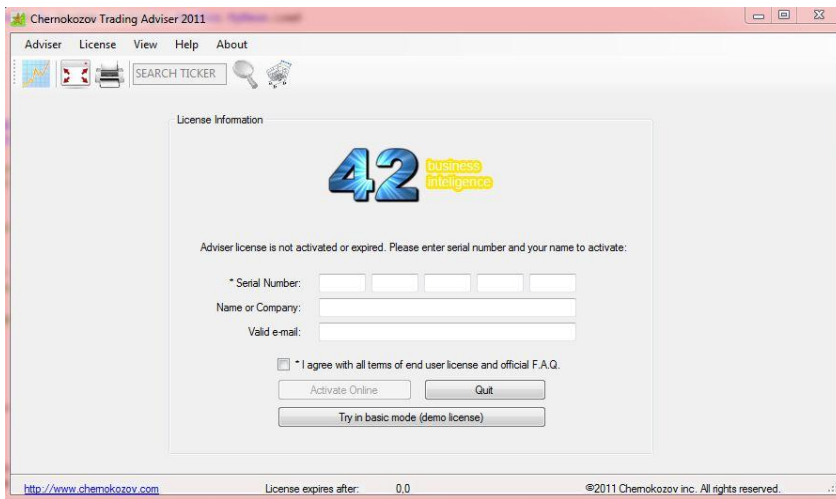 Chernokozov Trading Adviser 2011
Adviser License View Help About
SEARCH TICKER
License Information
42 business
inteligence
Adviser license is not activated or expired. Please enter serial number and your name to activate:
* Serial Number:
Name or Company:
Valid e-mail:
* I agree with all terms of end user license and official F.A.Q.
Activate Online Quit
Try in basic mode (demo license)
http://www.chernokozov.com License expires after: 0,0 ©2011 Chernokozov inc. All rights reserved.